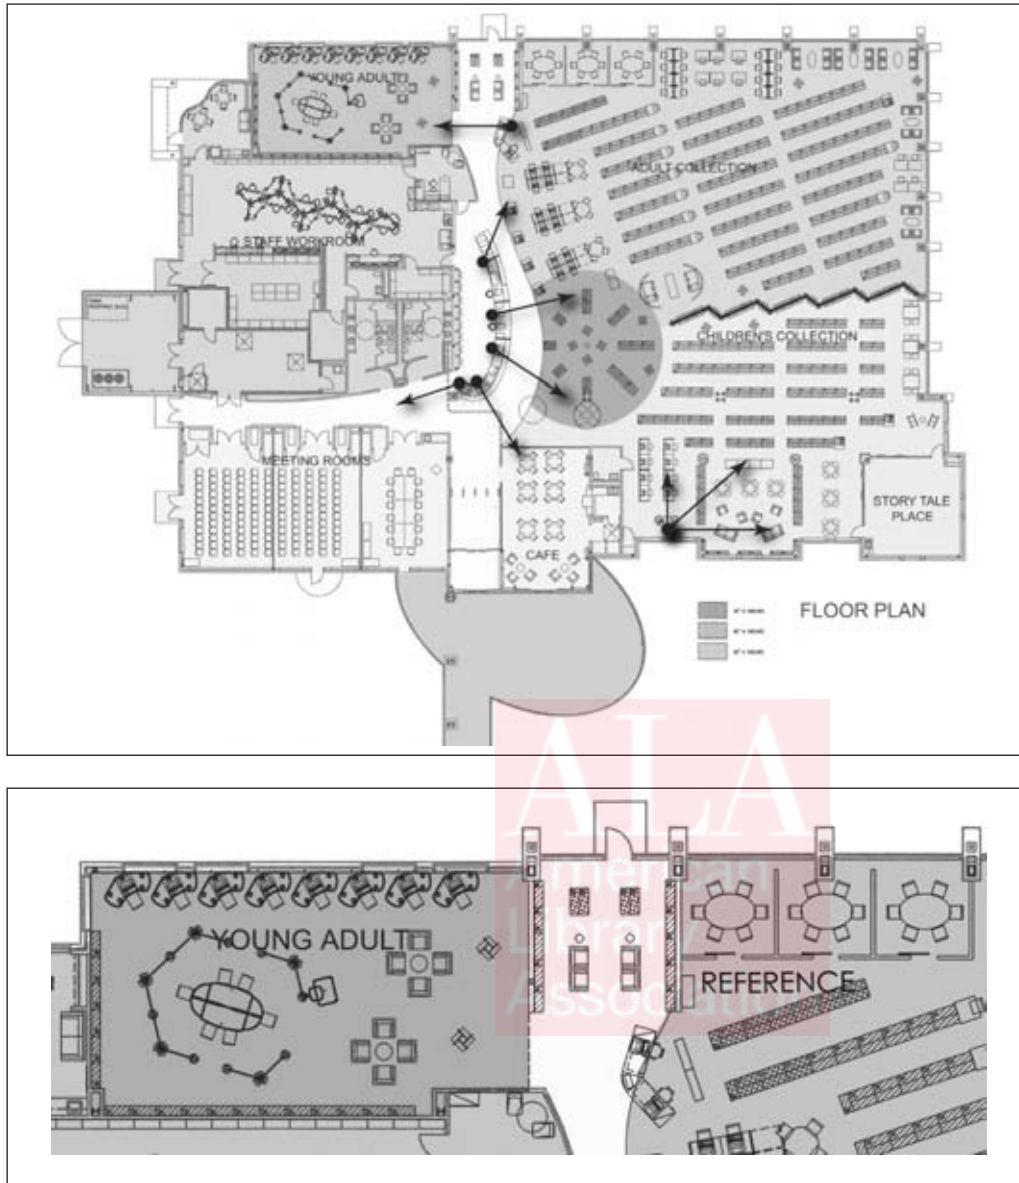 YOUNG ADULT
ADULT COLLECTION
STAFF WORKROOM
CHILDREN'S COLLECTION
MEETING ROOMS
STORY TALE
PLACE
CAFE
FLOOR PLAN
ALA
American
Library
Association
YOUNG ADULT
REFERENCE